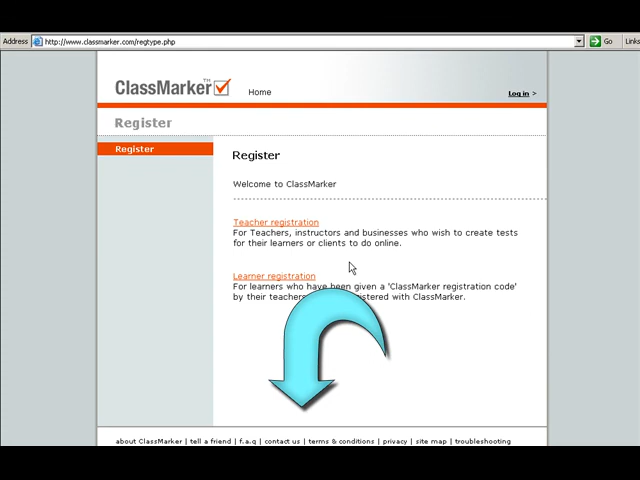 Address http://www.classmarker.com/regtype.php Go Links
ClassMarker™ Home Log in >
Register
Register
Register
Welcome to ClassMarker
Teacher registration
For Teachers, instructors and businesses who wish to create tests
for their learners or clients to do online.
Learner registration
For learners who have been given a 'ClassMarker registration code'
by their teachers registered with ClassMarker.
about ClassMarker | tell a friend | f.a.q | contact us | terms & conditions | privacy | site map | troubleshooting